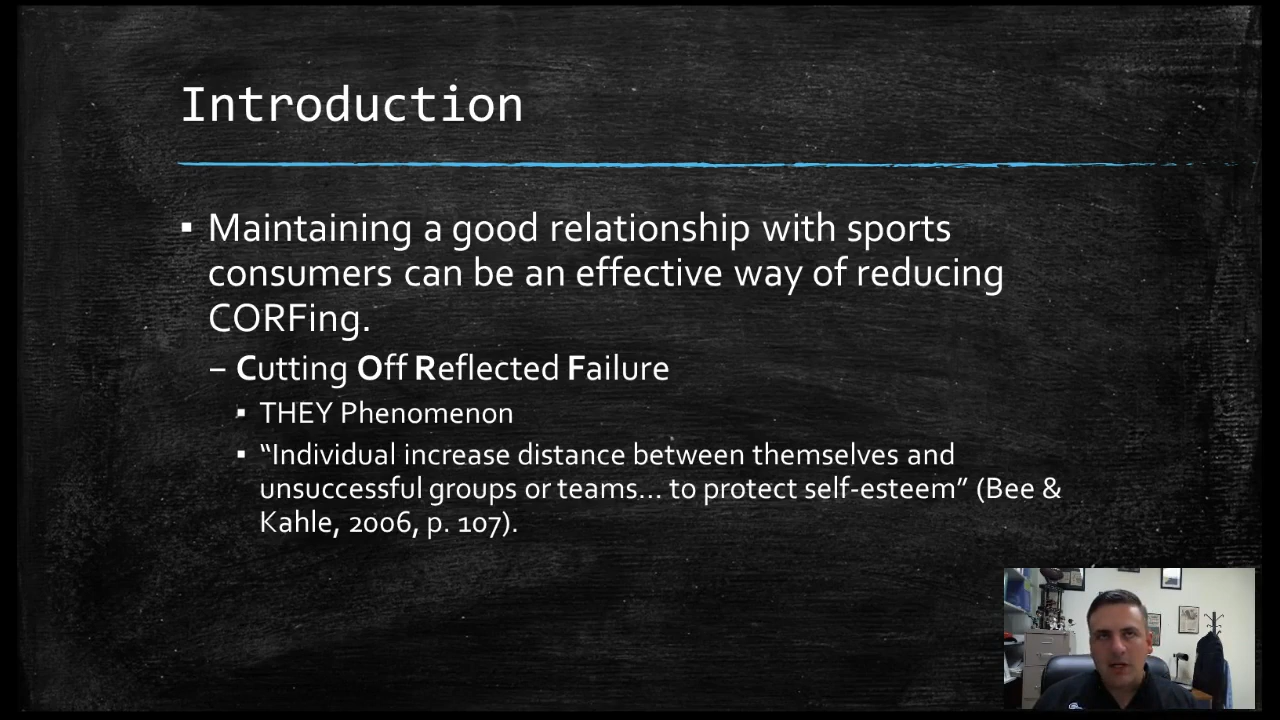 Introduction
▪ Maintaining a good relationship with sports
consumers can be an effective way of reducing
CORFing.
– Cutting Off Reflected Failure
▪ THEY Phenomenon
▪ “Individual increase distance between themselves and
unsuccessful groups or teams… to protect self-esteem” (Bee &
Kahle, 2006, p. 107).